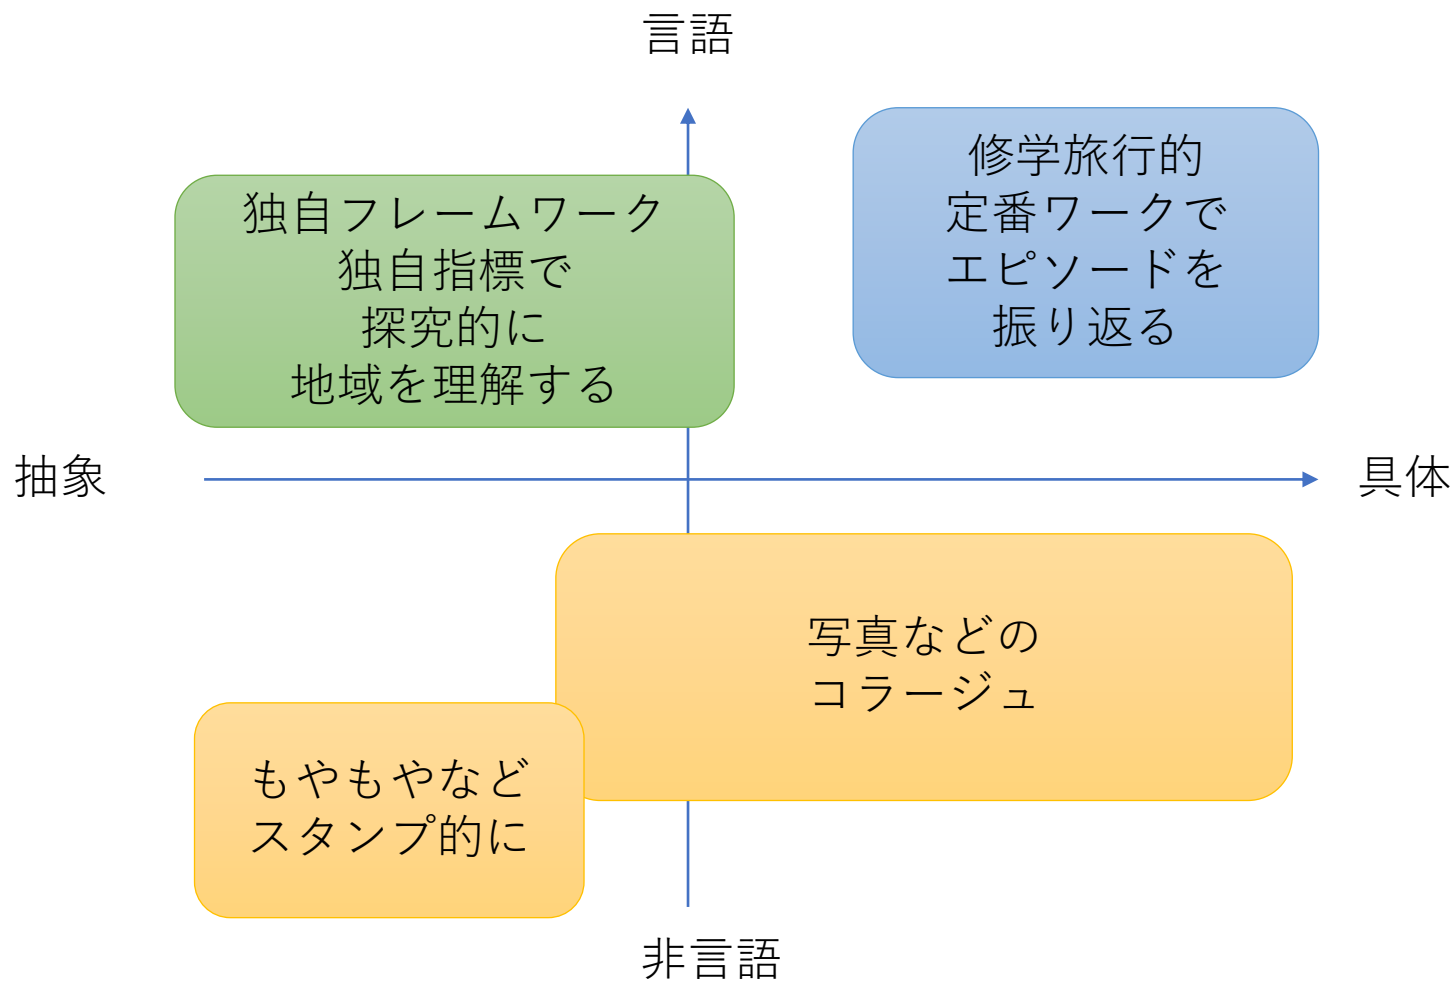 言語
修学旅行的
定番ワークで
エピソードを
振り返る
独自フレームワーク
独自指標で
探究的に
地域を理解する
抽象
具体
写真などの
コラージュ
もやもやなど
スタンプ的に
非言語